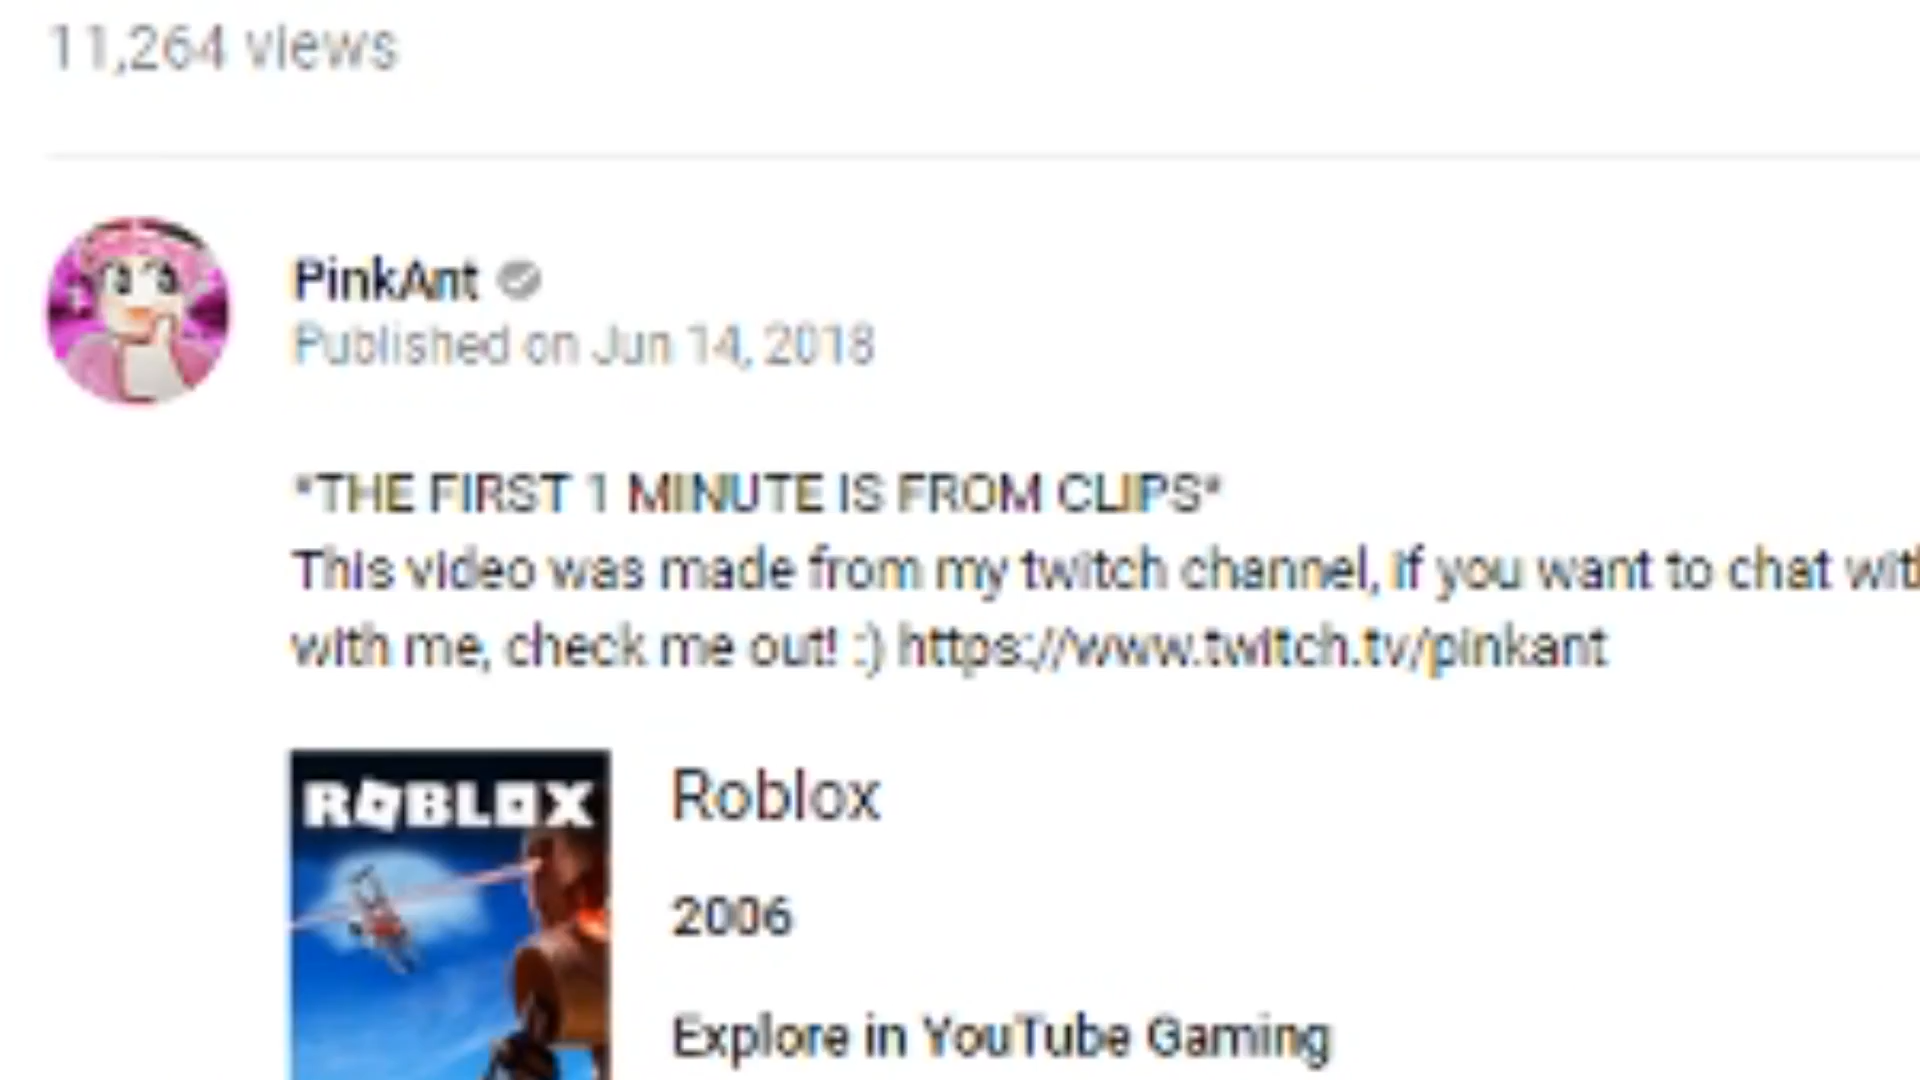 11,264 views
PinkAnt
Published on Jun 14, 2018
*THE FIRST 1 MINUTE IS FROM CLIPS*
This video was made from my twitch channel, if you want to chat with
with me, check me out! :) https://www.twitch.tv/pinkant
ROBLOX
Roblox
2006
Explore in YouTube Gaming